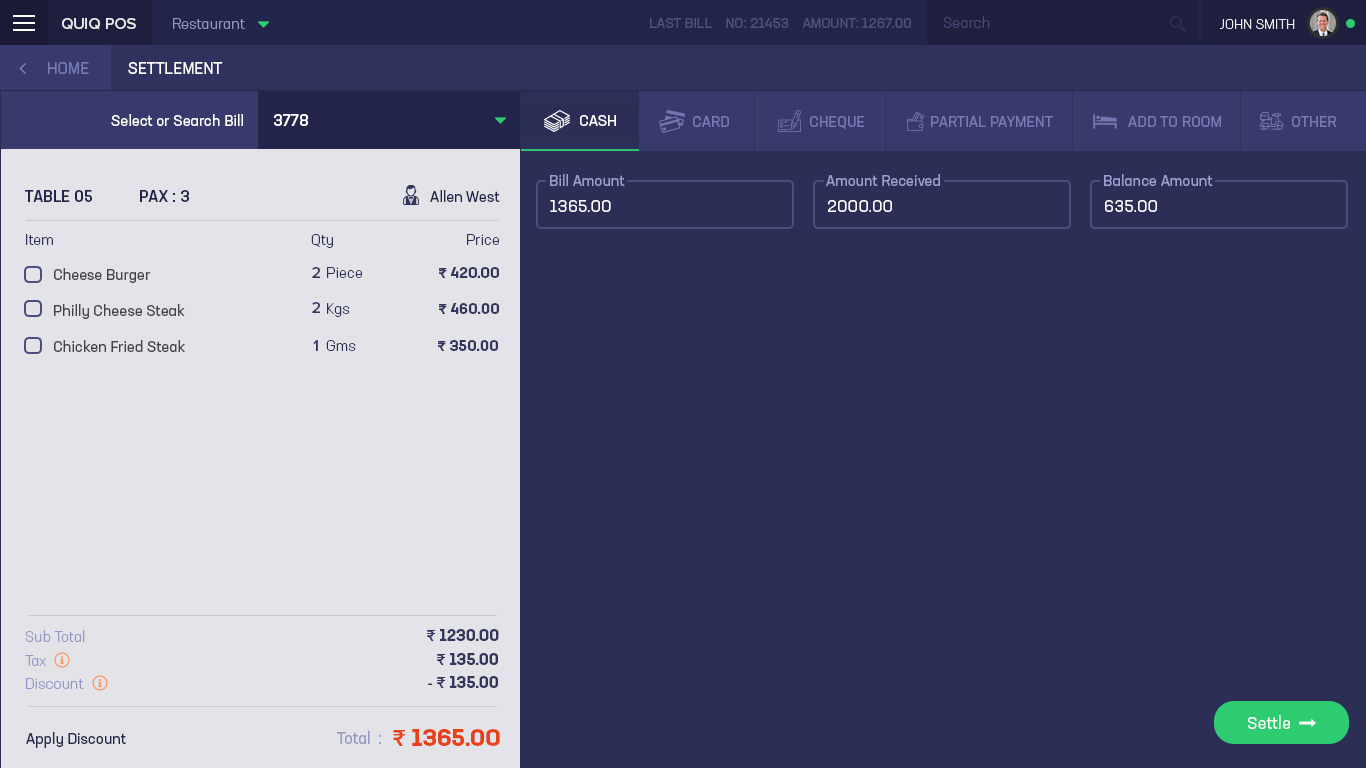 QUIQ POS Restaurant LAST BILL NO: 21453 AMOUNT: 1267.00 Search JOHN SMITH
HOME SETTLEMENT
Select or Search Bill 3778 CASH CARD CHEQUE PARTIAL PAYMENT ADD TO ROOM OTHER
TABLE 05 PAX : 3 Allen West
Item Qty Price
Cheese Burger 2 Piece ₹ 420.00
Philly Cheese Steak 2 Kgs ₹ 460.00
Chicken Fried Steak 1 Gms ₹ 350.00
Sub Total ₹ 1230.00
Tax ₹ 135.00
Discount - ₹ 135.00
Apply Discount Total : ₹ 1365.00
Bill Amount Amount Received Balance Amount
1365.00 2000.00 635.00
Settle